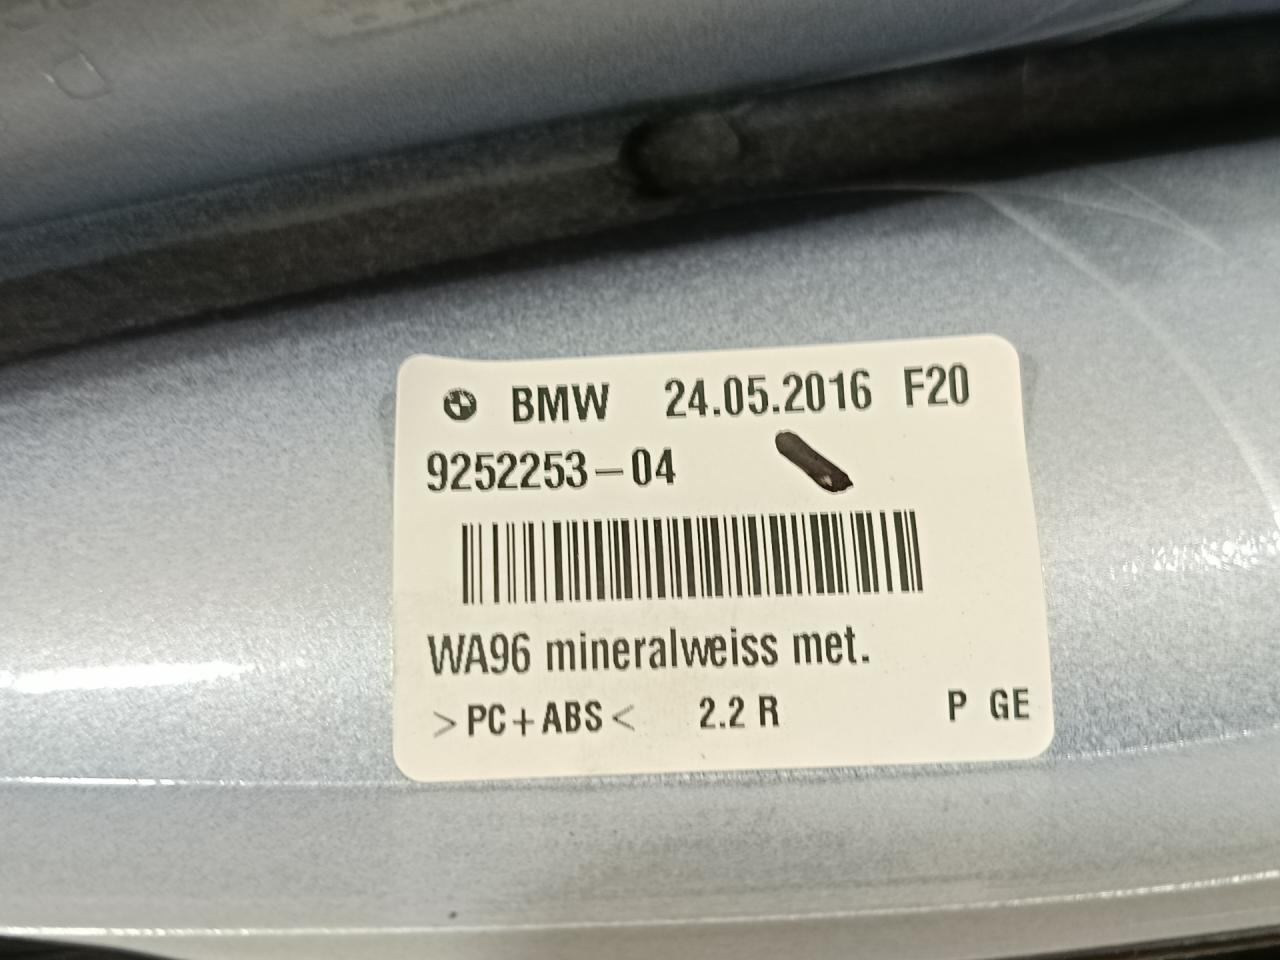 BMW 24.05.2016 F20
9252253-04
WA96 mineralweiss met.
>PC+ABS< 2.2 R P GE